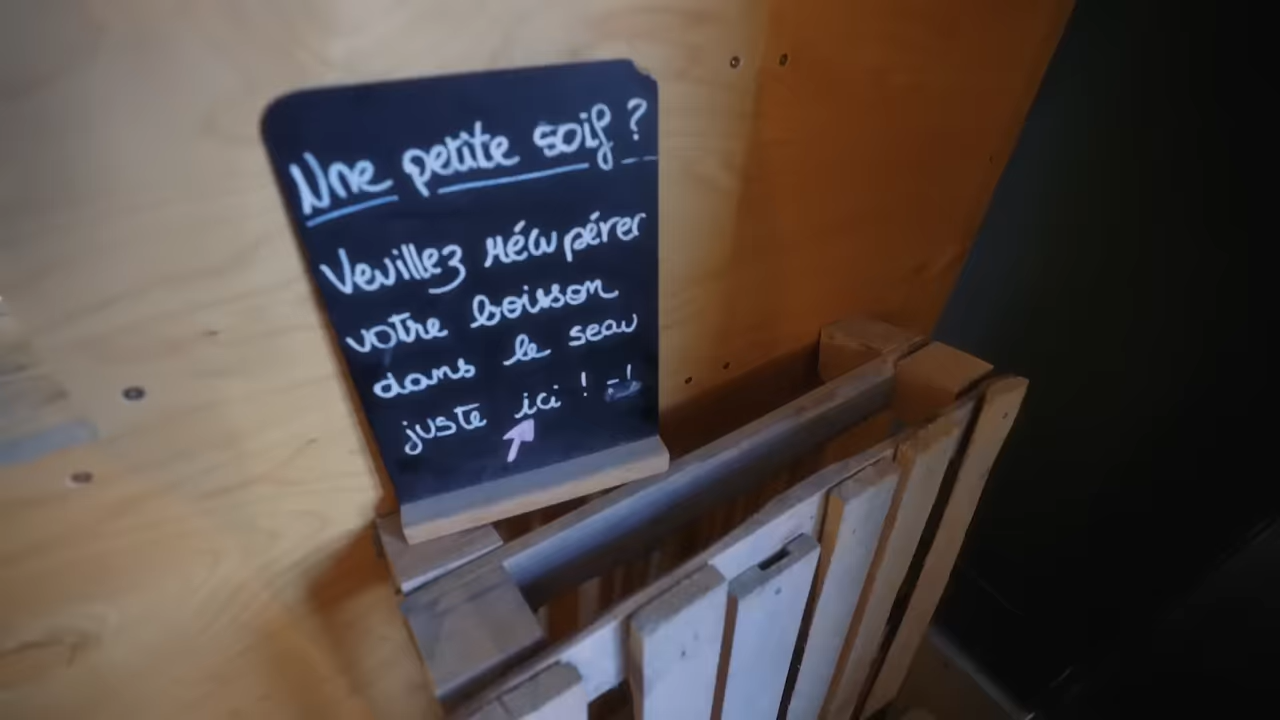 Une petite soif ?
Veuillez récupérer
votre boisson
dans le seau
juste ici !